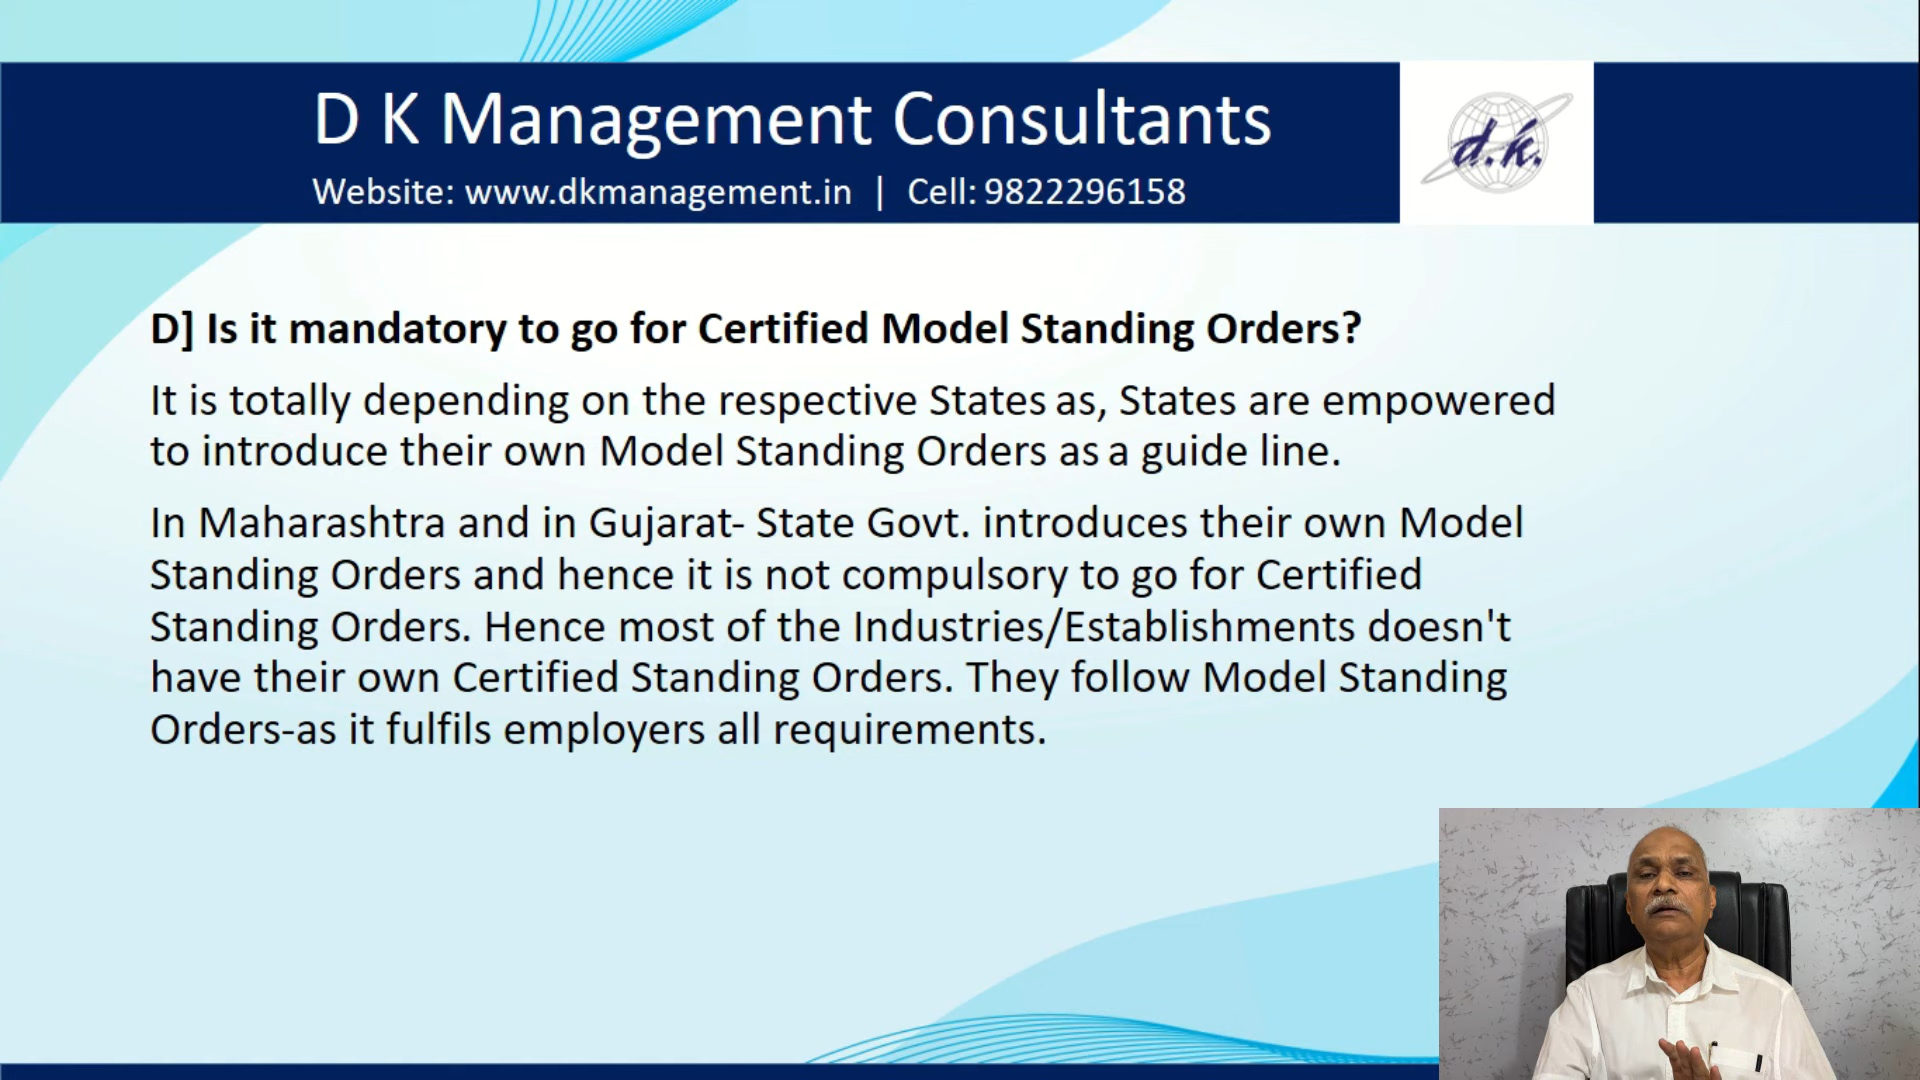 D K Management Consultants
Website: www.dkmanagement.in | Cell: 9822296158
d.k.
D] Is it mandatory to go for Certified Model Standing Orders?
It is totally depending on the respective States as, States are empowered
to introduce their own Model Standing Orders as a guide line.
In Maharashtra and in Gujarat- State Govt. introduces their own Model
Standing Orders and hence it is not compulsory to go for Certified
Standing Orders. Hence most of the Industries/Establishments doesn't
have their own Certified Standing Orders. They follow Model Standing
Orders-as it fulfils employers all requirements.